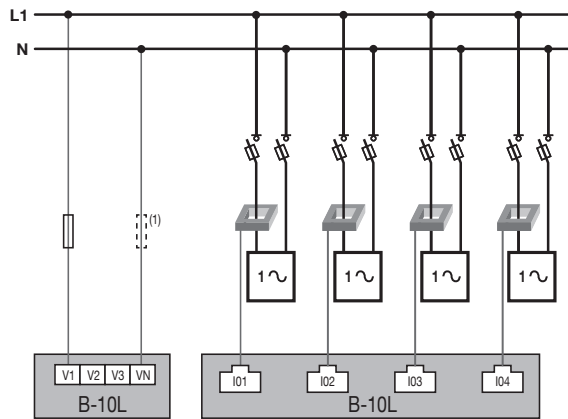 L1
N
(1)
1 1 1 1
V1 V2 V3 VN
I01 I02 I03 I04
B-10L B-10L